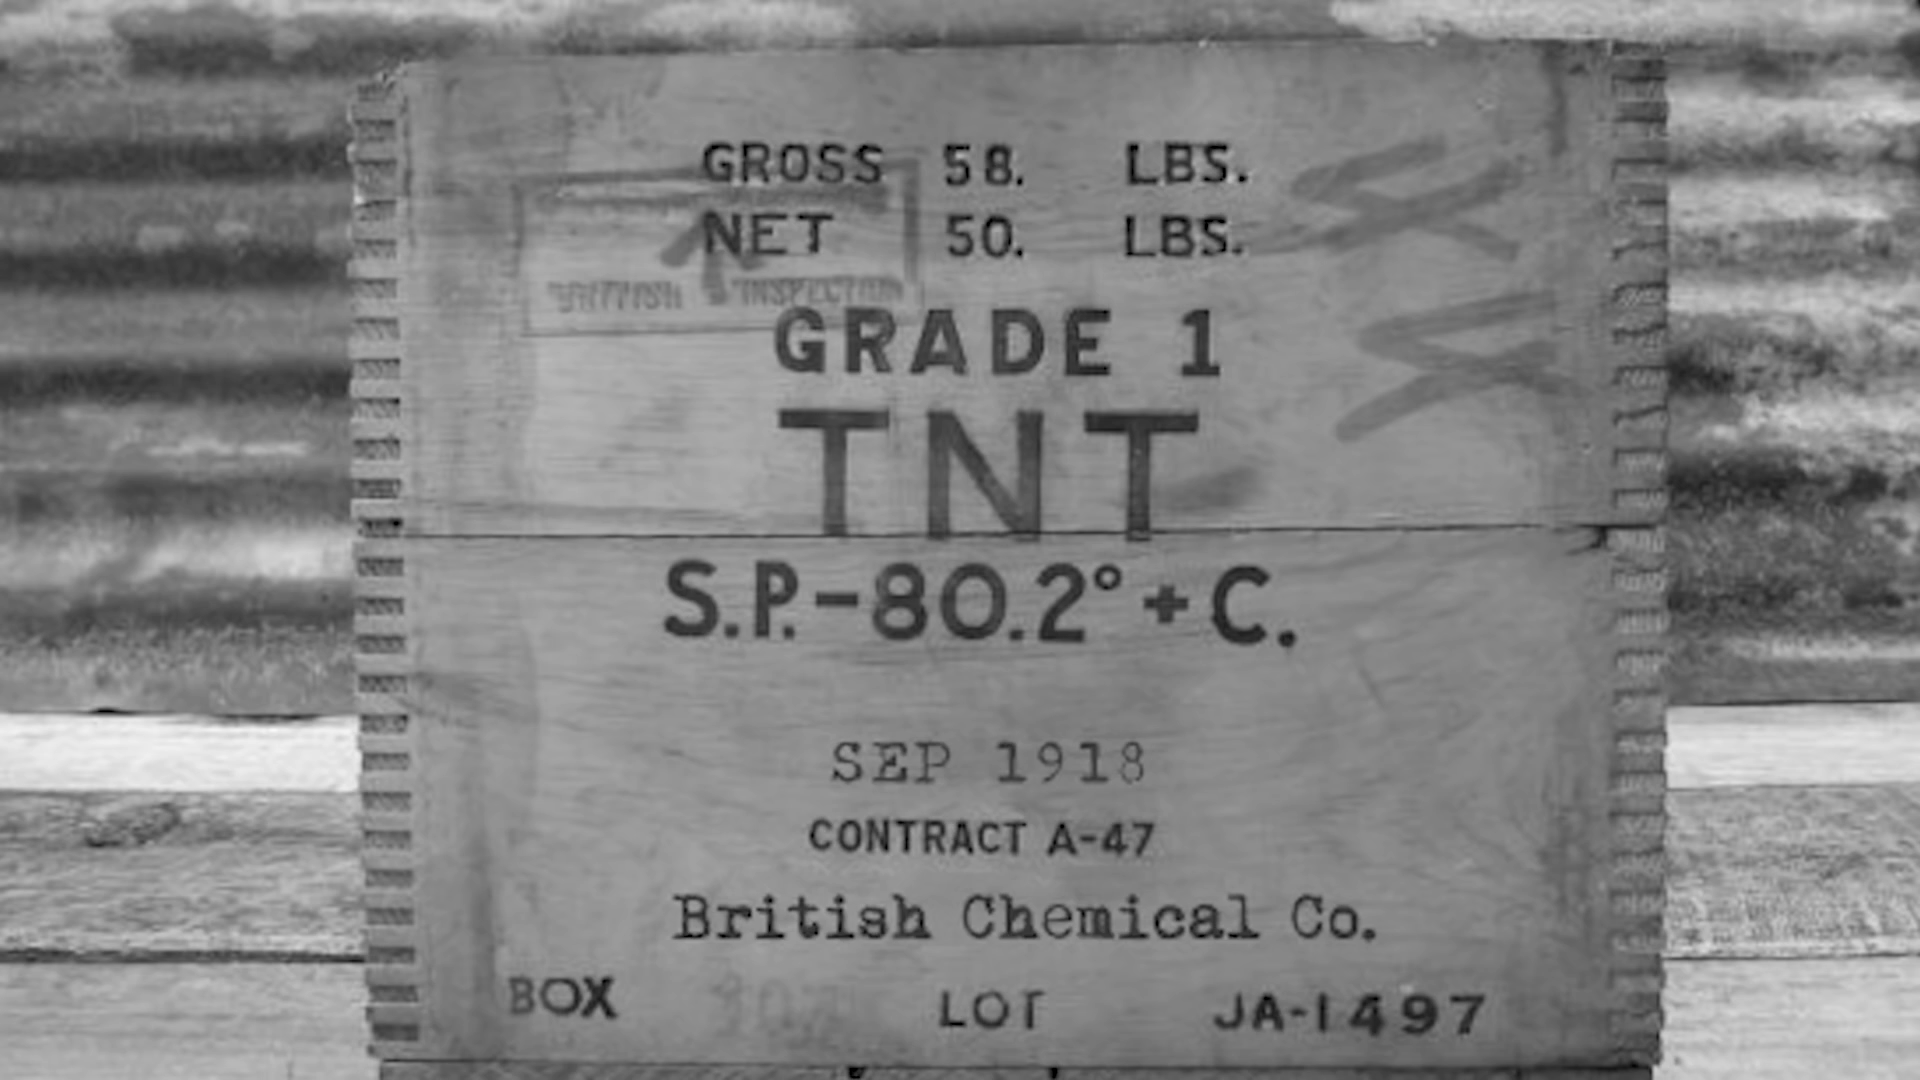 GROSS 58. LBS.
NET 50. LBS.
BRITISH INSPECTION
GRADE 1
TNT
S.P.-80.2°+C.
SEP 1918
CONTRACT A-47
British Chemical Co.
BOX LOT JA-1497